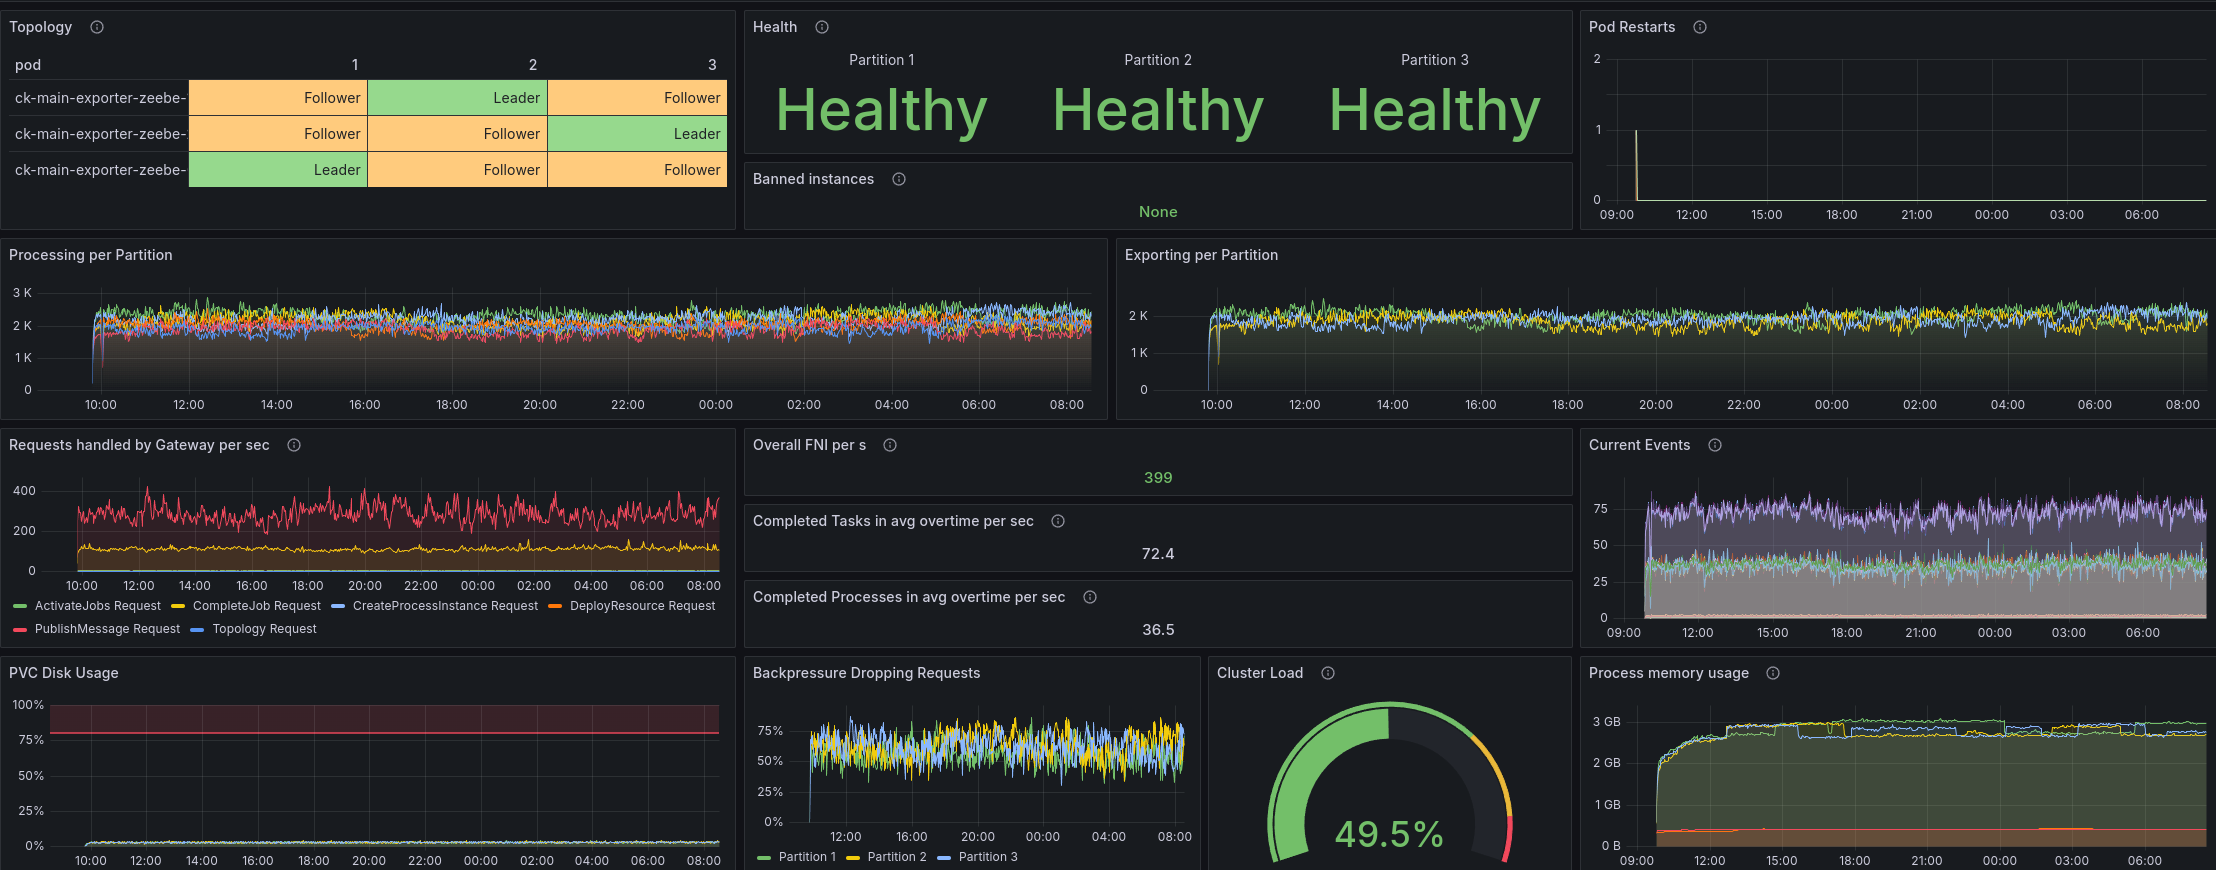 Topology
pod 1 2 3
ck-main-exporter-zeebe- Follower Leader Follower
ck-main-exporter-zeebe- Follower Follower Leader
ck-main-exporter-zeebe- Leader Follower Follower
Health
Partition 1 Partition 2 Partition 3
Healthy Healthy Healthy
Banned instances
None
Pod Restarts
2
1
0
09:00 12:00 15:00 18:00 21:00 00:00 03:00 06:00
Processing per Partition
3 K
2 K
1 K
0
10:00 12:00 14:00 16:00 18:00 20:00 22:00 00:00 02:00 04:00 06:00 08:00
Exporting per Partition
2 K
1 K
0
10:00 12:00 14:00 16:00 18:00 20:00 22:00 00:00 02:00 04:00 06:00 08:00
Requests handled by Gateway per sec
400
200
0
10:00 12:00 14:00 16:00 18:00 20:00 22:00 00:00 02:00 04:00 06:00 08:00
ActivateJobs Request CompleteJob Request CreateProcessInstance Request DeployResource Request
PublishMessage Request Topology Request
Overall FNI per s
399
Completed Tasks in avg overtime per sec
72.4
Completed Processes in avg overtime per sec
36.5
Current Events
75
50
25
0
09:00 12:00 15:00 18:00 21:00 00:00 03:00 06:00
PVC Disk Usage
100%
75%
50%
25%
0%
10:00 12:00 14:00 16:00 18:00 20:00 22:00 00:00 02:00 04:00 06:00 08:00
Backpressure Dropping Requests
75%
50%
25%
0%
12:00 16:00 20:00 00:00 04:00 08:00
Partition 1 Partition 2 Partition 3
Cluster Load
49.5%
Process memory usage
3 GB
2 GB
1 GB
0 B
09:00 12:00 15:00 18:00 21:00 00:00 03:00 06:00